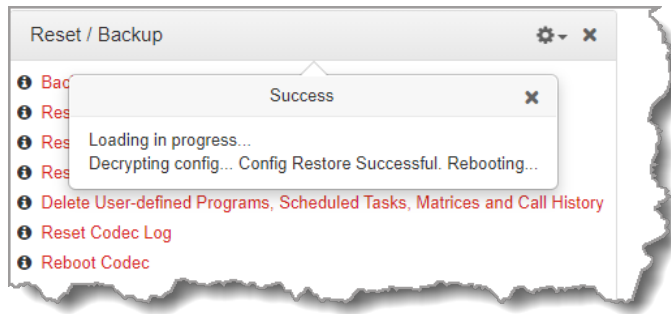 Reset / Backup
Success
Loading in progress...
Decrypting config... Config Restore Successful. Rebooting...
Delete User-defined Programs, Scheduled Tasks, Matrices and Call History
Reset Codec Log
Reboot Codec